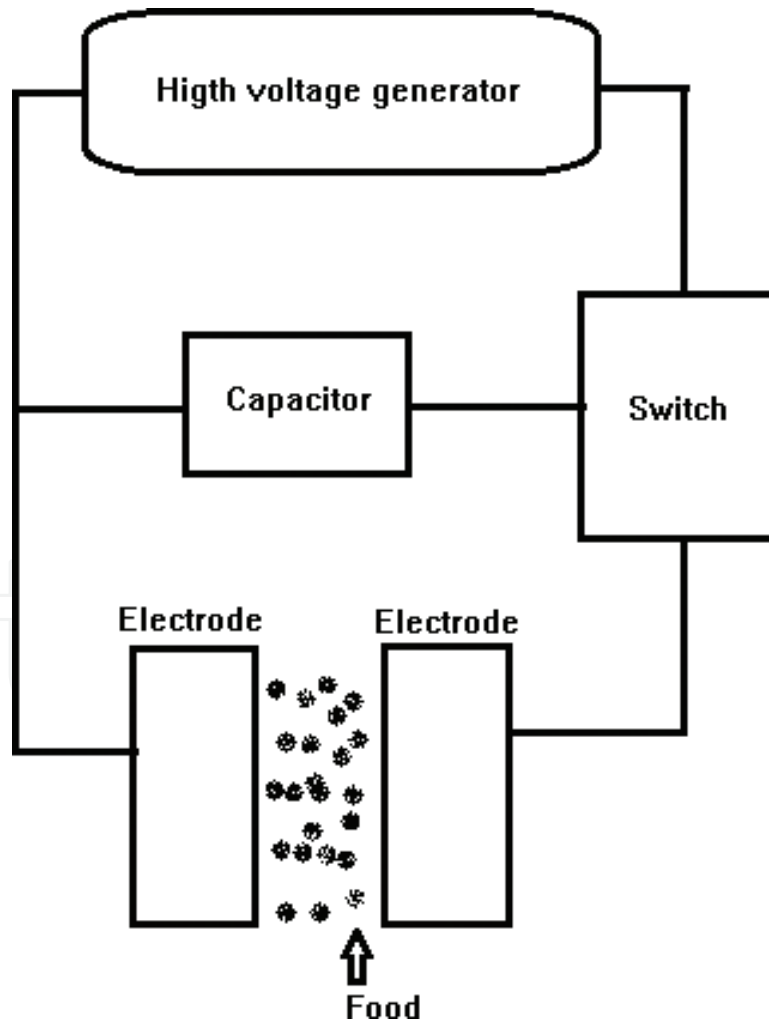 Higth voltage generator
Capacitor
Switch
Electrode
Electrode
Food